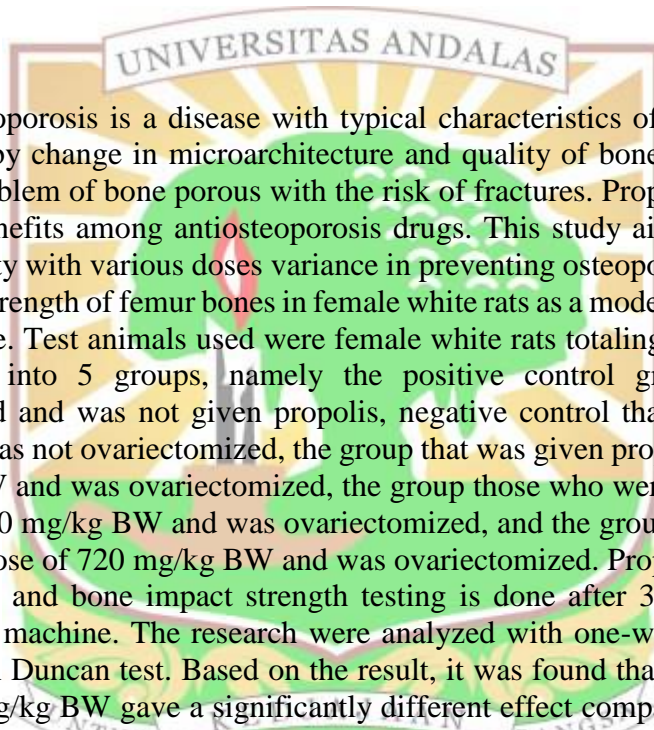 UNIVERSITAS ANDALAS
oporosis is a disease with typical characteristics of
by change in microarchitecture and quality of bone
blem of bone porous with the risk of fractures. Prop
nefits among antiosteoporosis drugs. This study ai
ty with various doses variance in preventing osteopo
rength of femur bones in female white rats as a mode
e. Test animals used were female white rats totaling
into 5 groups, namely the positive control gr
d and was not given propolis, negative control tha
as not ovariectomized, the group that was given pro
W and was ovariectomized, the group those who wer
0 mg/kg BW and was ovariectomized, and the grou
ose of 720 mg/kg BW and was ovariectomized. Prop
and bone impact strength testing is done after 3
machine. The research were analyzed with one-w
n Duncan test. Based on the result, it was found tha
g/kg BW gave a significantly different effect comp